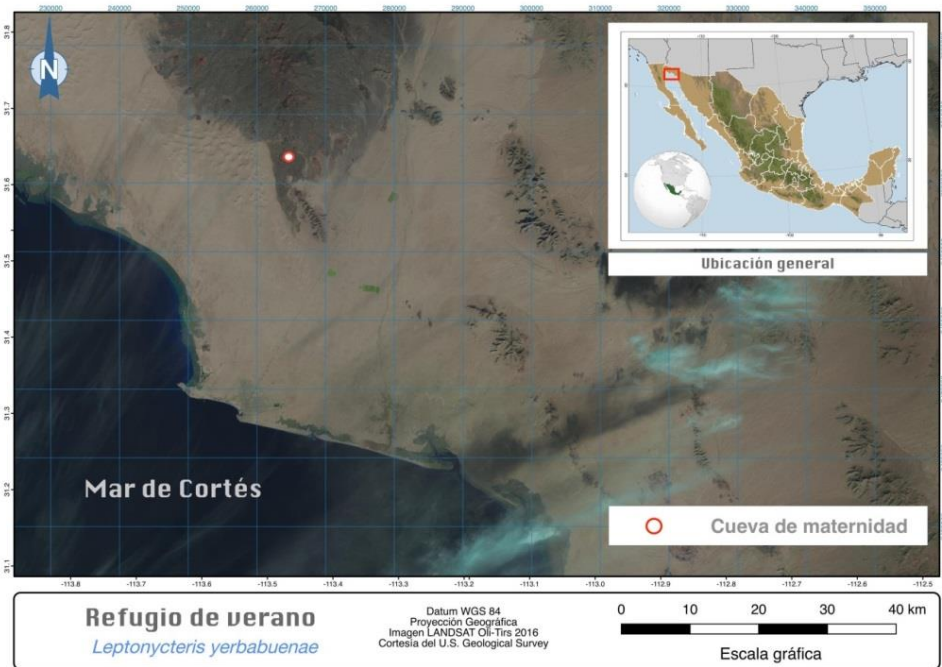 230000 240000 250000 260000 270000 280000 290000 300000 310000 320000 330000 340000 350000
31.8
31.7
31.6
31.5
31.4
31.3
31.2
31.1
N
Ubicación general
Mar de Cortés
Cueva de maternidad
-113.8 -113.7 -113.6 -113.5 -113.4 -113.3 -113.2 -113.1 -113.0 -112.9 -112.8 -112.7 -112.6 -112.5
Refugio de verano
Leptonycteris yerbabuenae
Datum WGS 84
Proyección Geográfica
Imagen LANDSAT Oli-Tirs 2016
Cortesía del U.S. Geological Survey
0 10 20 30 40 km
Escala gráfica